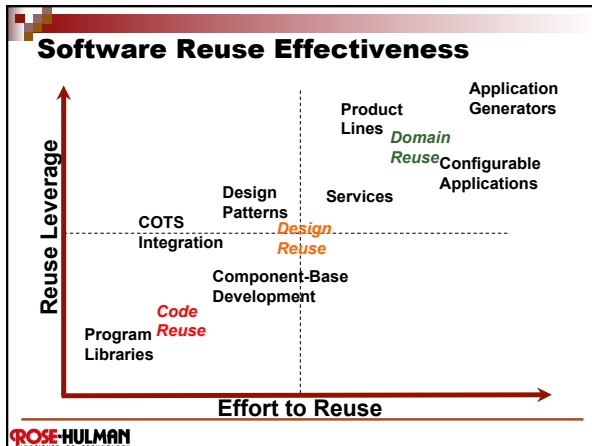 Software Reuse Effectiveness
Application
Generators
Product
Lines
Domain
Reuse
Configurable
Applications
Design
Patterns
Services
COTS
Integration
Design
Reuse
Component-Base
Development
Code
Reuse
Program
Libraries
Reuse Leverage
Effort to Reuse
ROSE-HULMAN